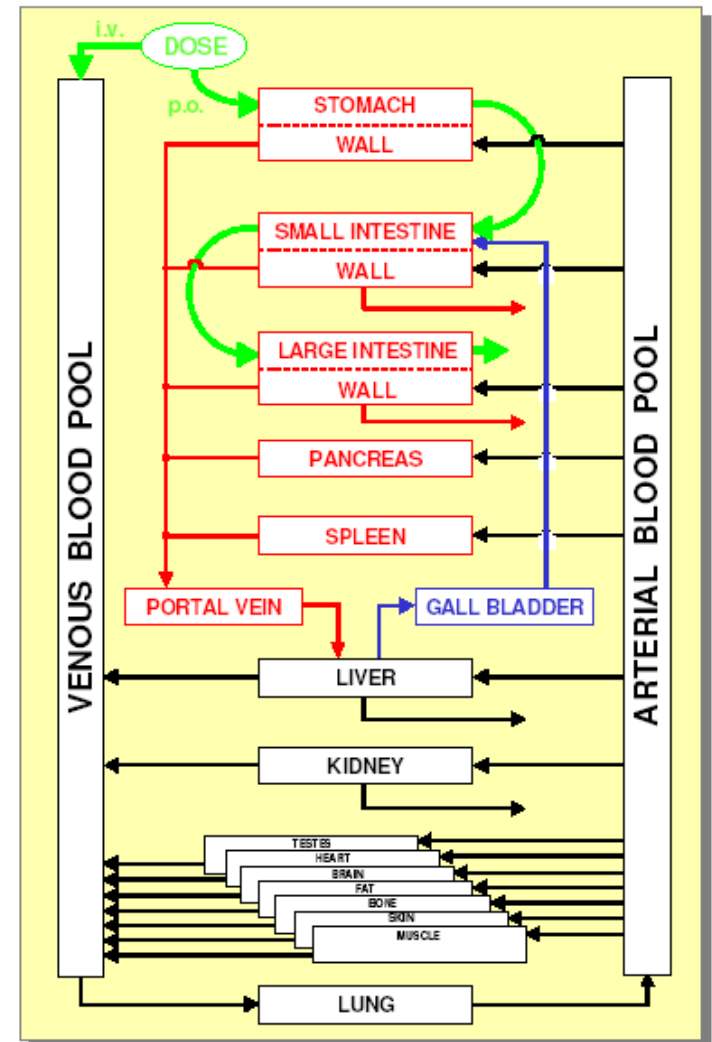 i.v.
DOSE
p.o.
STOMACH
WALL
SMALL INTESTINE
WALL
LARGE INTESTINE
WALL
PANCREAS
SPLEEN
PORTAL VEIN
GALL BLADDER
LIVER
KIDNEY
TESTES
HEART
BRAIN
FAT
BONE
SKIN
MUSCLE
LUNG
VENOUS BLOOD POOL
ARTERIAL BLOOD POOL